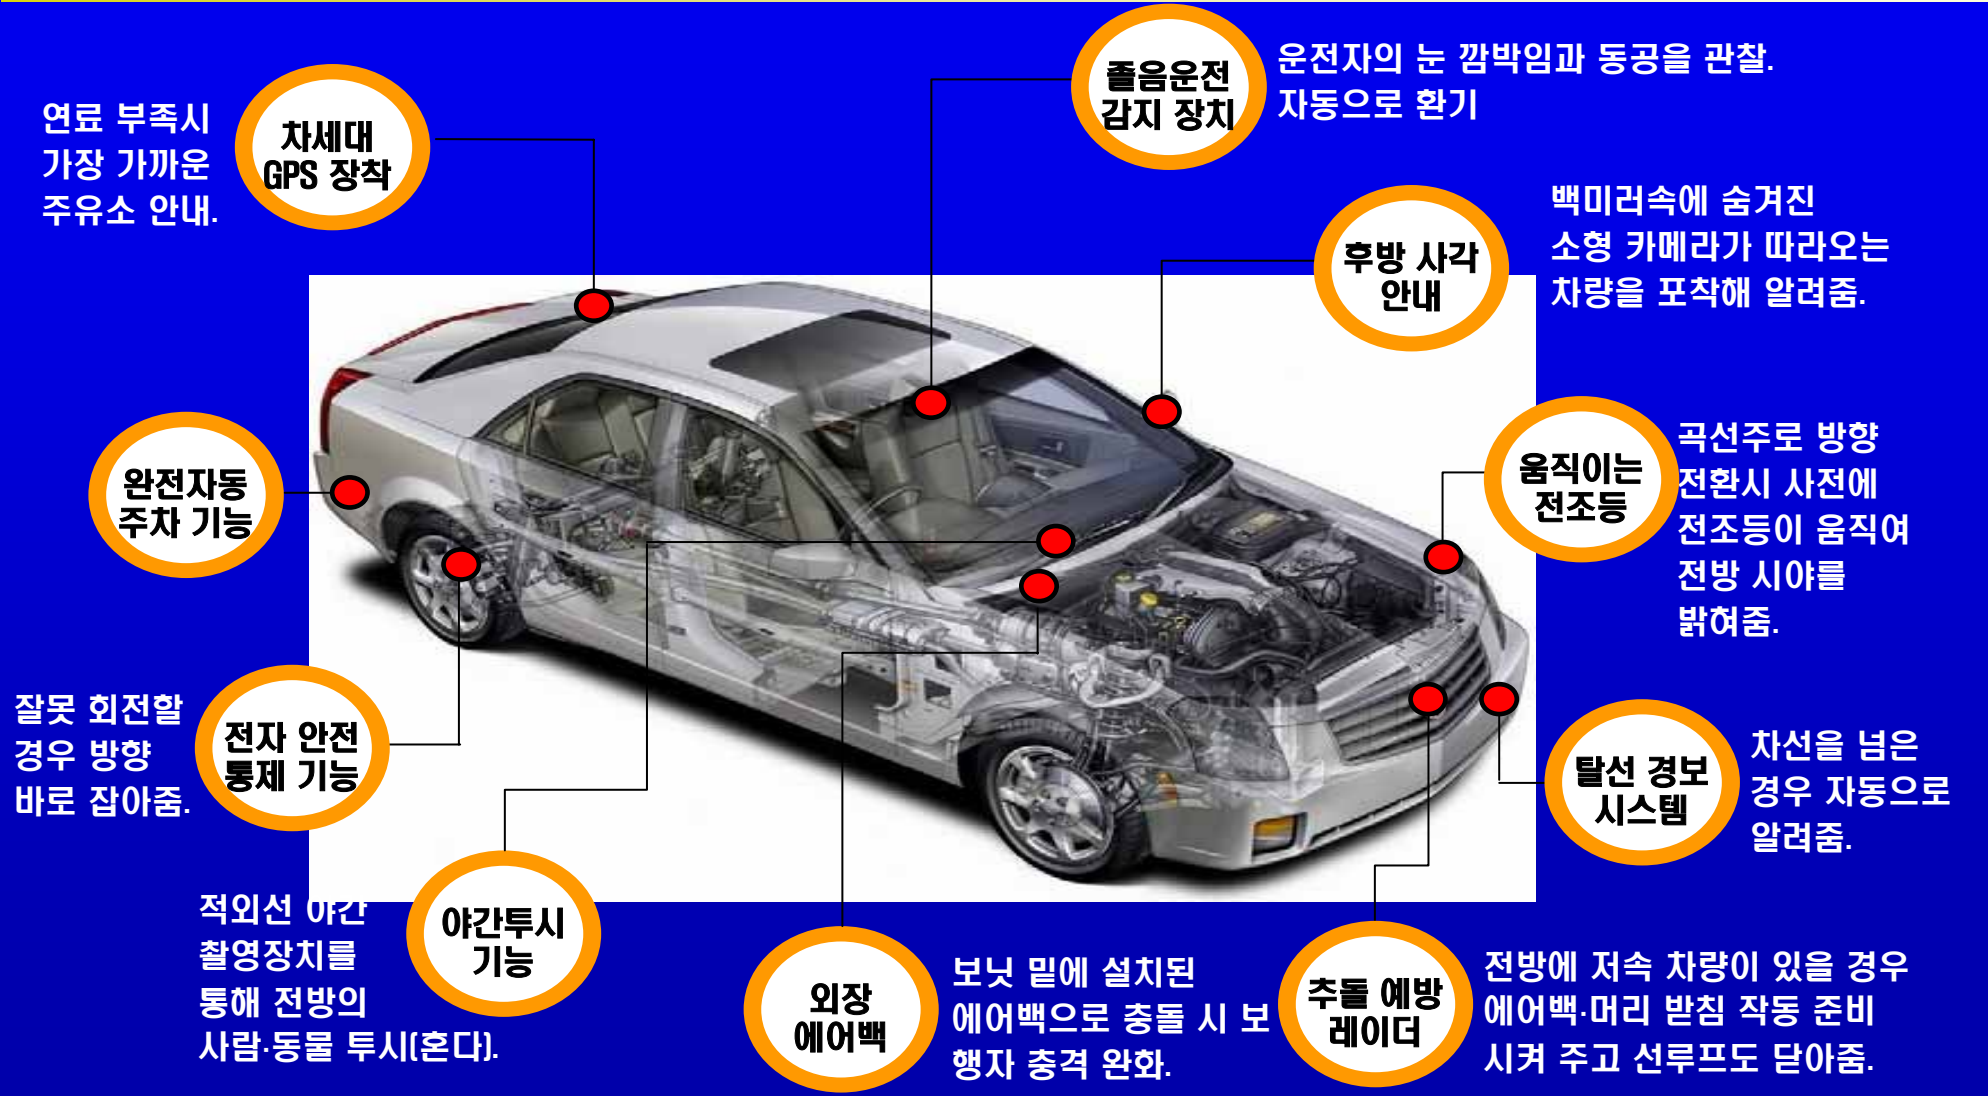 졸음운전
감지 장치
운전자의 눈 깜박임과 동공을 관찰.
자동으로 환기
연료 부족시
가장 가까운
주유소 안내.
차세대
GPS 장착
후방 사각
안내
백미러속에 숨겨진
소형 카메라가 따라오는
차량을 포착해 알려줌.
완전자동
주차 기능
움직이는
전조등
곡선주로 방향
전환시 사전에
전조등이 움직여
전방 시야를
밝혀줌.
잘못 회전할
경우 방향
바로 잡아줌.
전자 안전
통제 기능
탈선 경보
시스템
차선을 넘은
경우 자동으로
알려줌.
적외선 야간
촬영장치를
통해 전방의
사람·동물 투시(혼다).
야간투시
기능
외장
에어백
보닛 밑에 설치된
에어백으로 충돌 시 보
행자 충격 완화.
추돌 예방
레이더
전방에 저속 차량이 있을 경우
에어백·머리 받침 작동 준비
시켜 주고 선루프도 닫아줌.